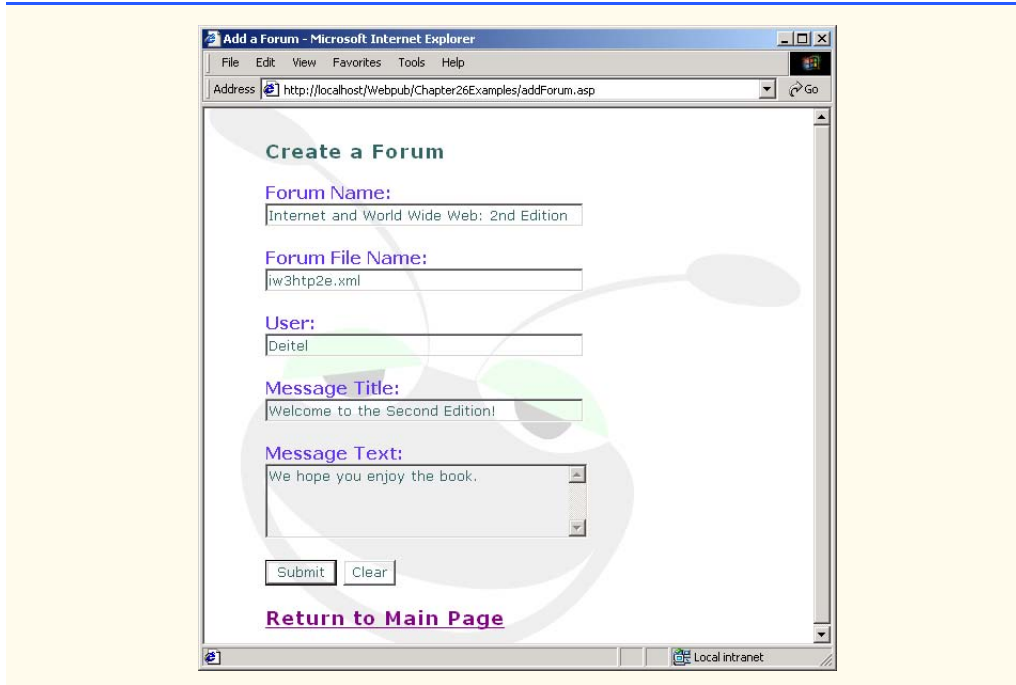 Add a Forum - Microsoft Internet Explorer
File Edit View Favorites Tools Help
Address http://localhost/Webpub/Chapter26Examples/addForum.asp Go
Create a Forum
Forum Name:
Internet and World Wide Web: 2nd Edition
Forum File Name:
iw3htp2e.xml
User:
Deitel
Message Title:
Welcome to the Second Edition!
Message Text:
We hope you enjoy the book.
Submit Clear
Return to Main Page
Local intranet